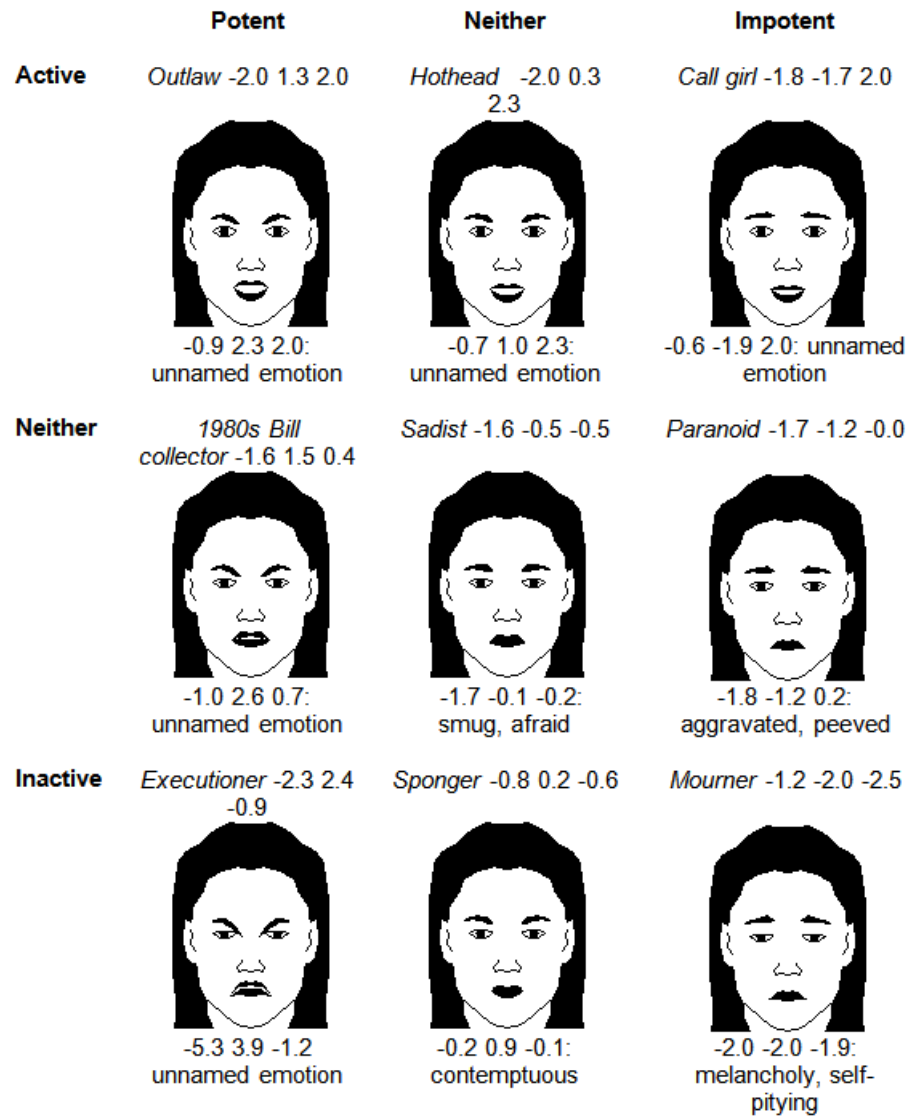 Potent Neither Impotent
Active Outlaw -2.0 1.3 2.0 Hothead -2.0 0.3 Call girl -1.8 -1.7 2.0
2.3
-0.9 2.3 2.0: -0.7 1.0 2.3: -0.6 -1.9 2.0: unnamed
unnamed emotion unnamed emotion emotion
Neither 1980s Bill Sadist -1.6 -0.5 -0.5 Paranoid -1.7 -1.2 -0.0
collector -1.6 1.5 0.4
-1.0 2.6 0.7: -1.7 -0.1 -0.2: -1.8 -1.2 0.2:
unnamed emotion smug, afraid aggravated, peeved
Inactive Executioner -2.3 2.4 Sponger -0.8 0.2 -0.6 Mourner -1.2 -2.0 -2.5
-0.9
-5.3 3.9 -1.2 -0.2 0.9 -0.1: -2.0 -2.0 -1.9:
unnamed emotion contemptuous melancholy, self-
pitying